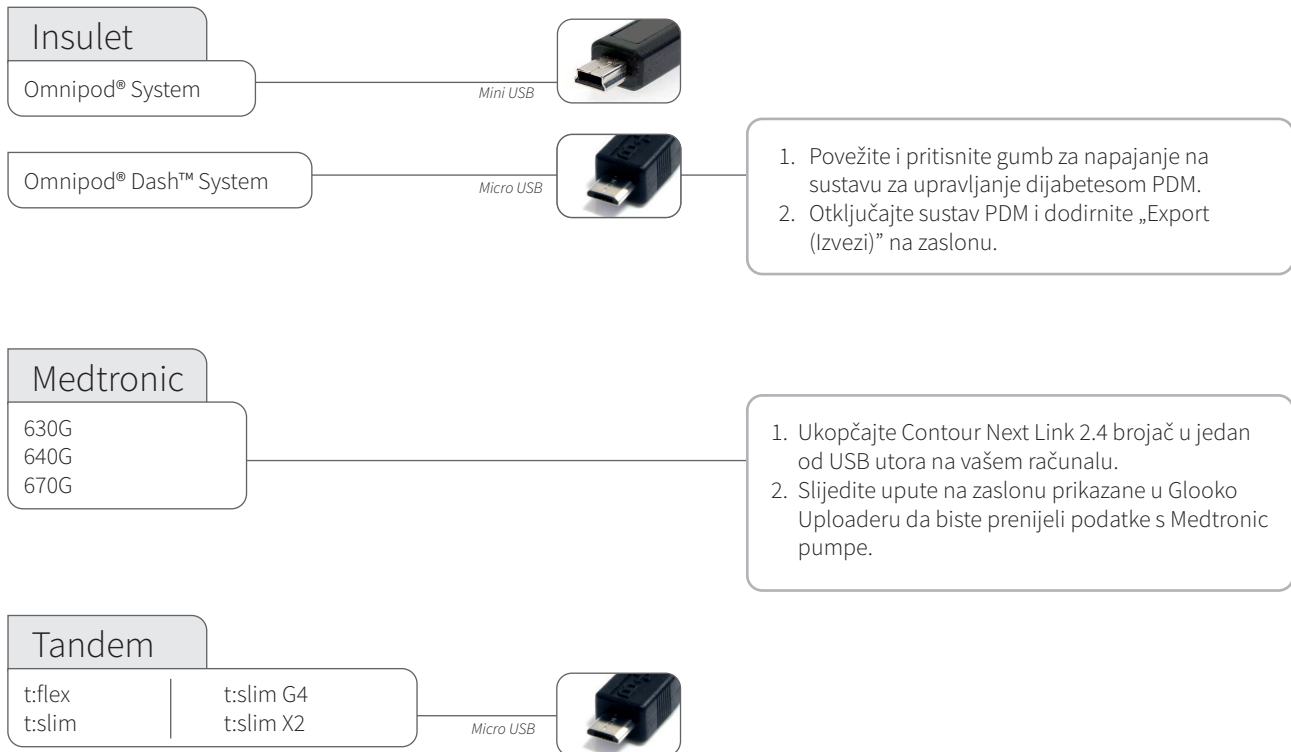 Insulet
Omnipod® System
Mini USB
Omnipod® Dash™ System
Micro USB
1. Povežite i pritisnite gumb za napajanje na
sustavu za upravljanje dijabetesom PDM.
2. Otključajte sustav PDM i dodirnite „Export
(Izvezi)” na zaslonu.
Medtronic
630G
640G
670G
1. Ukopčajte Contour Next Link 2.4 brojač u jedan
od USB utora na vašem računalu.
2. Slijedite upute na zaslonu prikazane u Glooko
Uploaderu da biste prenijeli podatke s Medtronic
pumpe.
Tandem
t:flex
t:slim
t:slim G4
t:slim X2
Micro USB